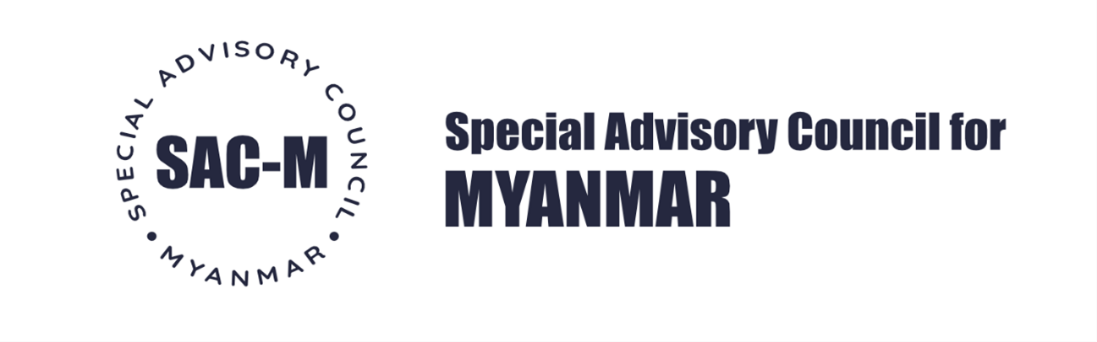 SPECIAL ADVISORY COUNCIL
SAC-M
• MYANMAR •
Special Advisory Council for
MYANMAR